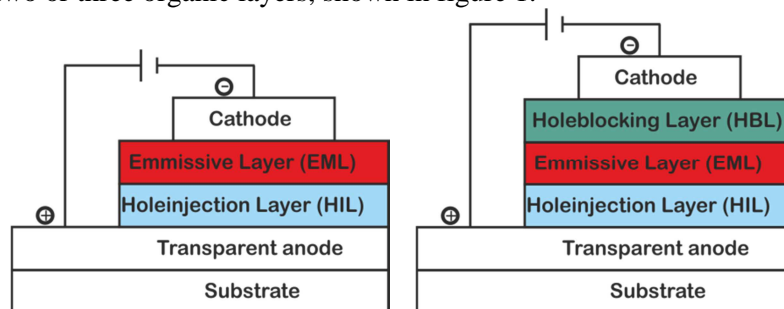 two or three organic layers, shown in figure 1.
Cathode
Emmissive Layer (EML)
Holeinjection Layer (HIL)
Transparent anode
Substrate
Cathode
Holeblocking Layer (HBL)
Emmissive Layer (EML)
Holeinjection Layer (HIL)
Transparent anode
Substrate